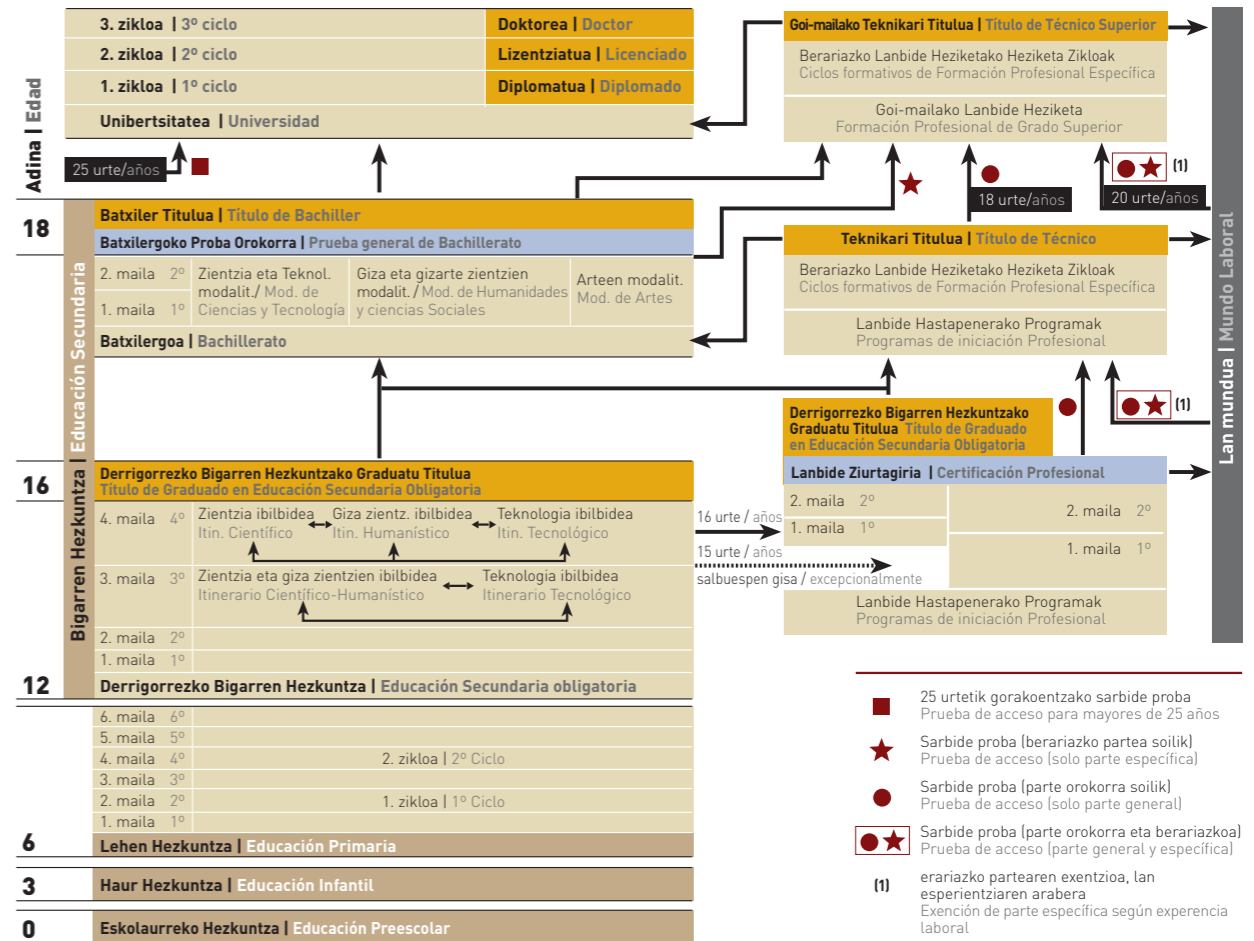 Adina | Edad
3. zikloa | 3º ciclo
Doktorea | Doctor
2. zikloa | 2º ciclo
Lizentziatua | Licenciado
1. zikloa | 1º ciclo
Diplomatua | Diplomado
Unibertsitatea | Universidad
25 urte/años
Goi-mailako Teknikari Titulua | Título de Técnico Superior
Berariazko Lanbide Heziketako Heziketa Zikloak
Ciclos formativos de Formación Profesional Específica
Goi-mailako Lanbide Heziketa
Formación Profesional de Grado Superior
(1)
18 urte/años
20 urte/años
Lan mundua | Mundo Laboral
18
Bigarren Hezkuntza | Educación Secundaria
Batxiler Titulua | Título de Bachiller
Batxilergoko Proba Orokorra | Prueba general de Bachillerato
2. maila 2º
1. maila 1º
Zientzia eta Teknol.
modalit./ Mod. de
Ciencias y Tecnología
Giza eta gizarte zientzien
modalit. / Mod. de Humanidades
y ciencias Sociales
Arteen modalit.
Mod. de Artes
Batxilergoa | Bachillerato
Teknikari Titulua | Título de Técnico
Berariazko Lanbide Heziketako Heziketa Zikloak
Ciclos formativos de Formación Profesional Específica
Lanbide Hastapenerako Programak
Programas de iniciación Profesional
(1)
16
Derrigorrezko Bigarren Hezkuntzako Graduatu Titulua
Título de Graduado en Educación Secundaria Obligatoria
4. maila 4º
Zientzia ibilbidea
Itin. Científico
Giza zientz. ibilbidea
Itin. Humanístico
Teknologia ibilbidea
Itin. Tecnológico
3. maila 3º
Zientzia eta giza zientzien ibilbidea
Itinerario Científico-Humanístico
Teknologia ibilbidea
Itinerario Tecnológico
2. maila 2º
1. maila 1º
12
Derrigorrezko Bigarren Hezkuntza | Educación Secundaria obligatoria
16 urte / años
15 urte / años
salbuespen gisa / excepcionalmente
Derrigorrezko Bigarren Hezkuntzako
Graduatu Titulua Título de Graduado
en Educación Secundaria Obligatoria
Lanbide Ziurtagiria | Certificación Profesional
2. maila 2º
1. maila 1º
2. maila 2º
1. maila 1º
Lanbide Hastapenerako Programak
Programas de iniciación Profesional
6. maila 6º
5. maila 5º
4. maila 4º
2. zikloa | 2º Ciclo
3. maila 3º
2. maila 2º
1. zikloa | 1º Ciclo
1. maila 1º
6
Lehen Hezkuntza | Educación Primaria
3
Haur Hezkuntza | Educación Infantil
0
Eskolaurreko Hezkuntza | Educación Preescolar
25 urtetik gorakoentzako sarbide proba
Prueba de acceso para mayores de 25 años
Sarbide proba (berariazko partea soilik)
Prueba de acceso (solo parte específica)
Sarbide proba (parte orokorra soilik)
Prueba de acceso (solo parte general)
Sarbide proba (parte orokorra eta berariazkoa)
Prueba de acceso (parte general y específica)
(1)
erariazko partearen exentzioa, lan
esperientziaren arabera
Exención de parte específica según experencia
laboral